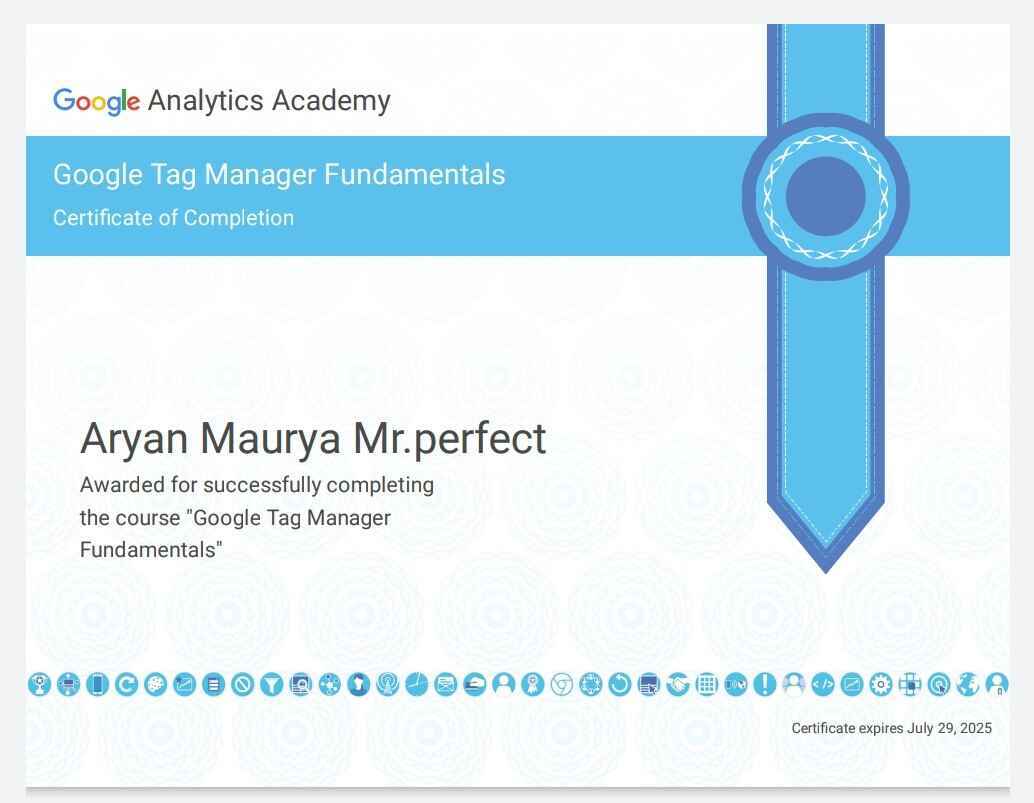 Google Analytics Academy
Google Tag Manager Fundamentals
Certificate of Completion
Aryan Maurya Mr.perfect
Awarded for successfully completing
the course "Google Tag Manager
Fundamentals"
Certificate expires July 29, 2025